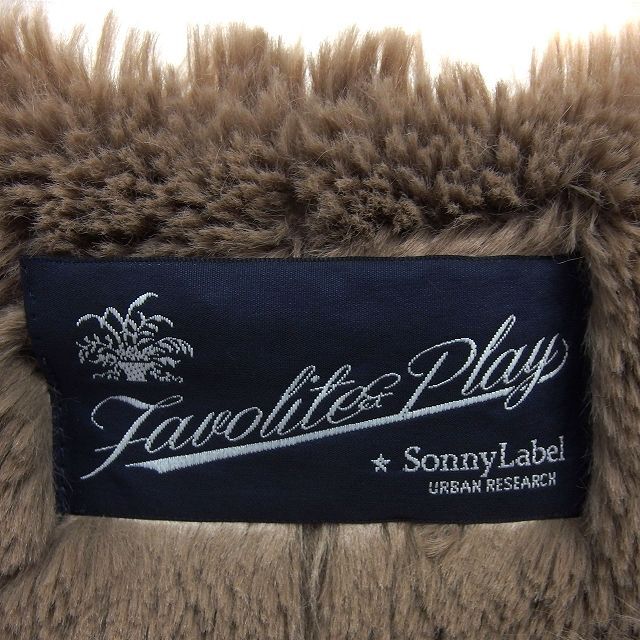 Favolite & Play
★ SonnyLabel
URBAN RESEARCH